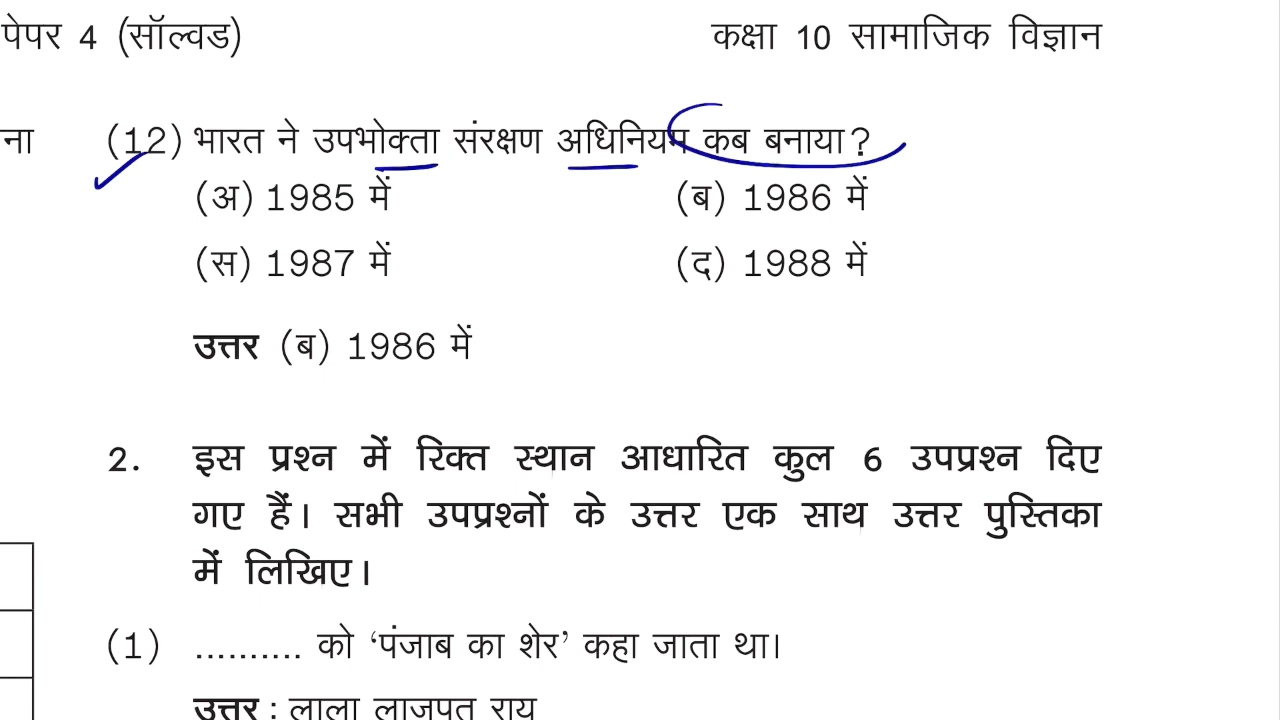 पेपर 4 (सॉल्वड)
कक्षा 10 सामाजिक विज्ञान
ना
(12) भारत ने उपभोक्ता संरक्षण अधिनियम कब बनाया?
(अ) 1985 में (ब) 1986 में
(स) 1987 में (द) 1988 में
उत्तर (ब) 1986 में
2. इस प्रश्न में रिक्त स्थान आधारित कुल 6 उपप्रश्न दिए
गए हैं। सभी उपप्रश्नों के उत्तर एक साथ उत्तर पुस्तिका
में लिखिए।
(1) .......... को ‘पंजाब का शेर’ कहा जाता था।
उत्तर : लाला लाजपत राय